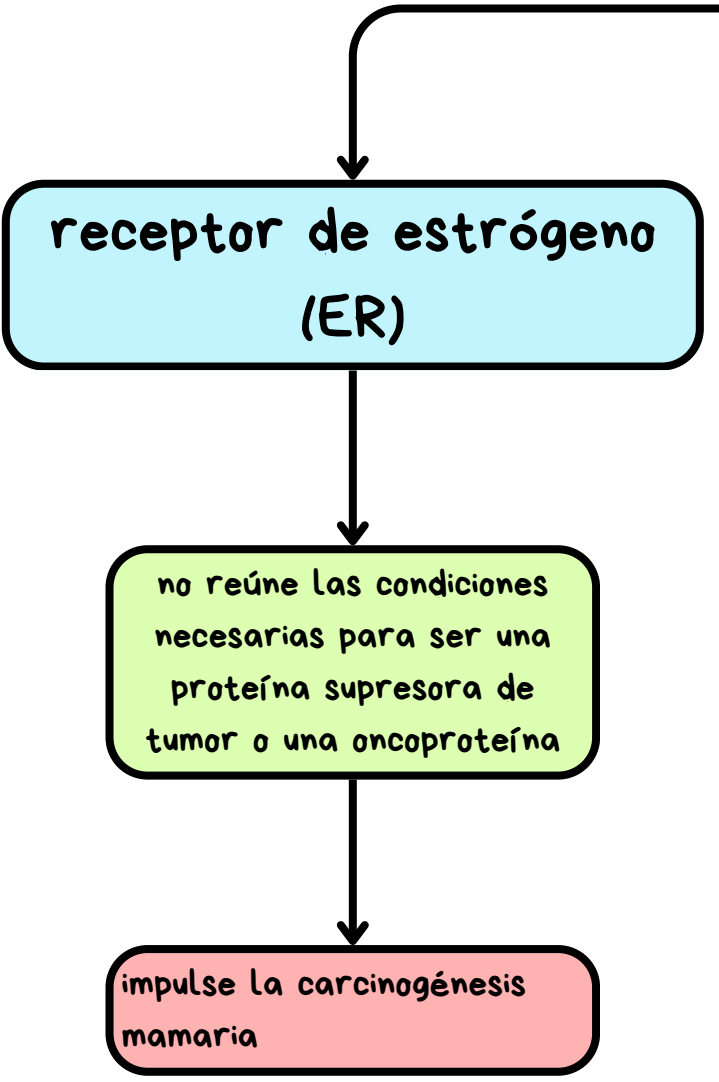 receptor de estrógeno
(ER)
no reúne las condiciones
necesarias para ser una
proteína supresora de
tumor o una oncoproteína
impulse la carcinogénesis
mamaria